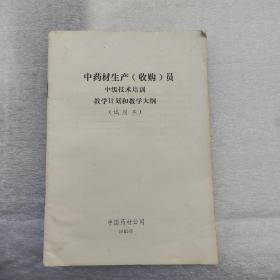 中药材生产(收购)员
中级技术培训
教学计划和教学大纲
(试用本)
中国药材公司